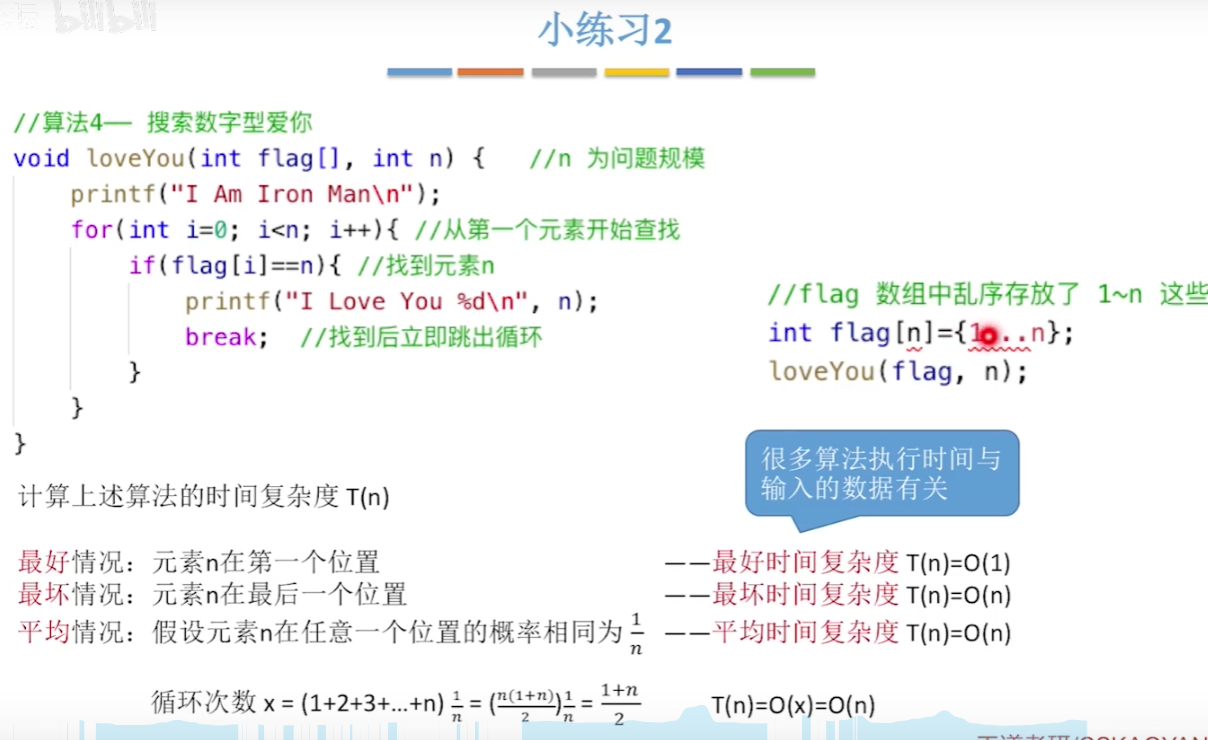 bilibili
小练习2
//算法4—— 搜索数字型爱你
void loveYou(int flag[], int n) {   //n 为问题规模
    printf("I Am Iron Man\n");
    for(int i=0; i<n; i++){ //从第一个元素开始查找
        if(flag[i]==n){ //找到元素n
            printf("I Love You %d\n", n);
            break;  //找到后立即跳出循环
        }
    }
}
//flag 数组中乱序存放了 1~n 这些
int flag[n]={1...n};
loveYou(flag, n);
很多算法执行时间与
输入的数据有关
计算上述算法的时间复杂度 T(n)
最好情况：元素n在第一个位置 ——最好时间复杂度 T(n)=O(1)
最坏情况：元素n在最后一个位置 ——最坏时间复杂度 T(n)=O(n)
平均情况：假设元素n在任意一个位置的概率相同为 1/n ——平均时间复杂度 T(n)=O(n)
循环次数 x = (1+2+3+...+n) 1/n = (n(1+n)/2) 1/n = (1+n)/2 T(n)=O(x)=O(n)